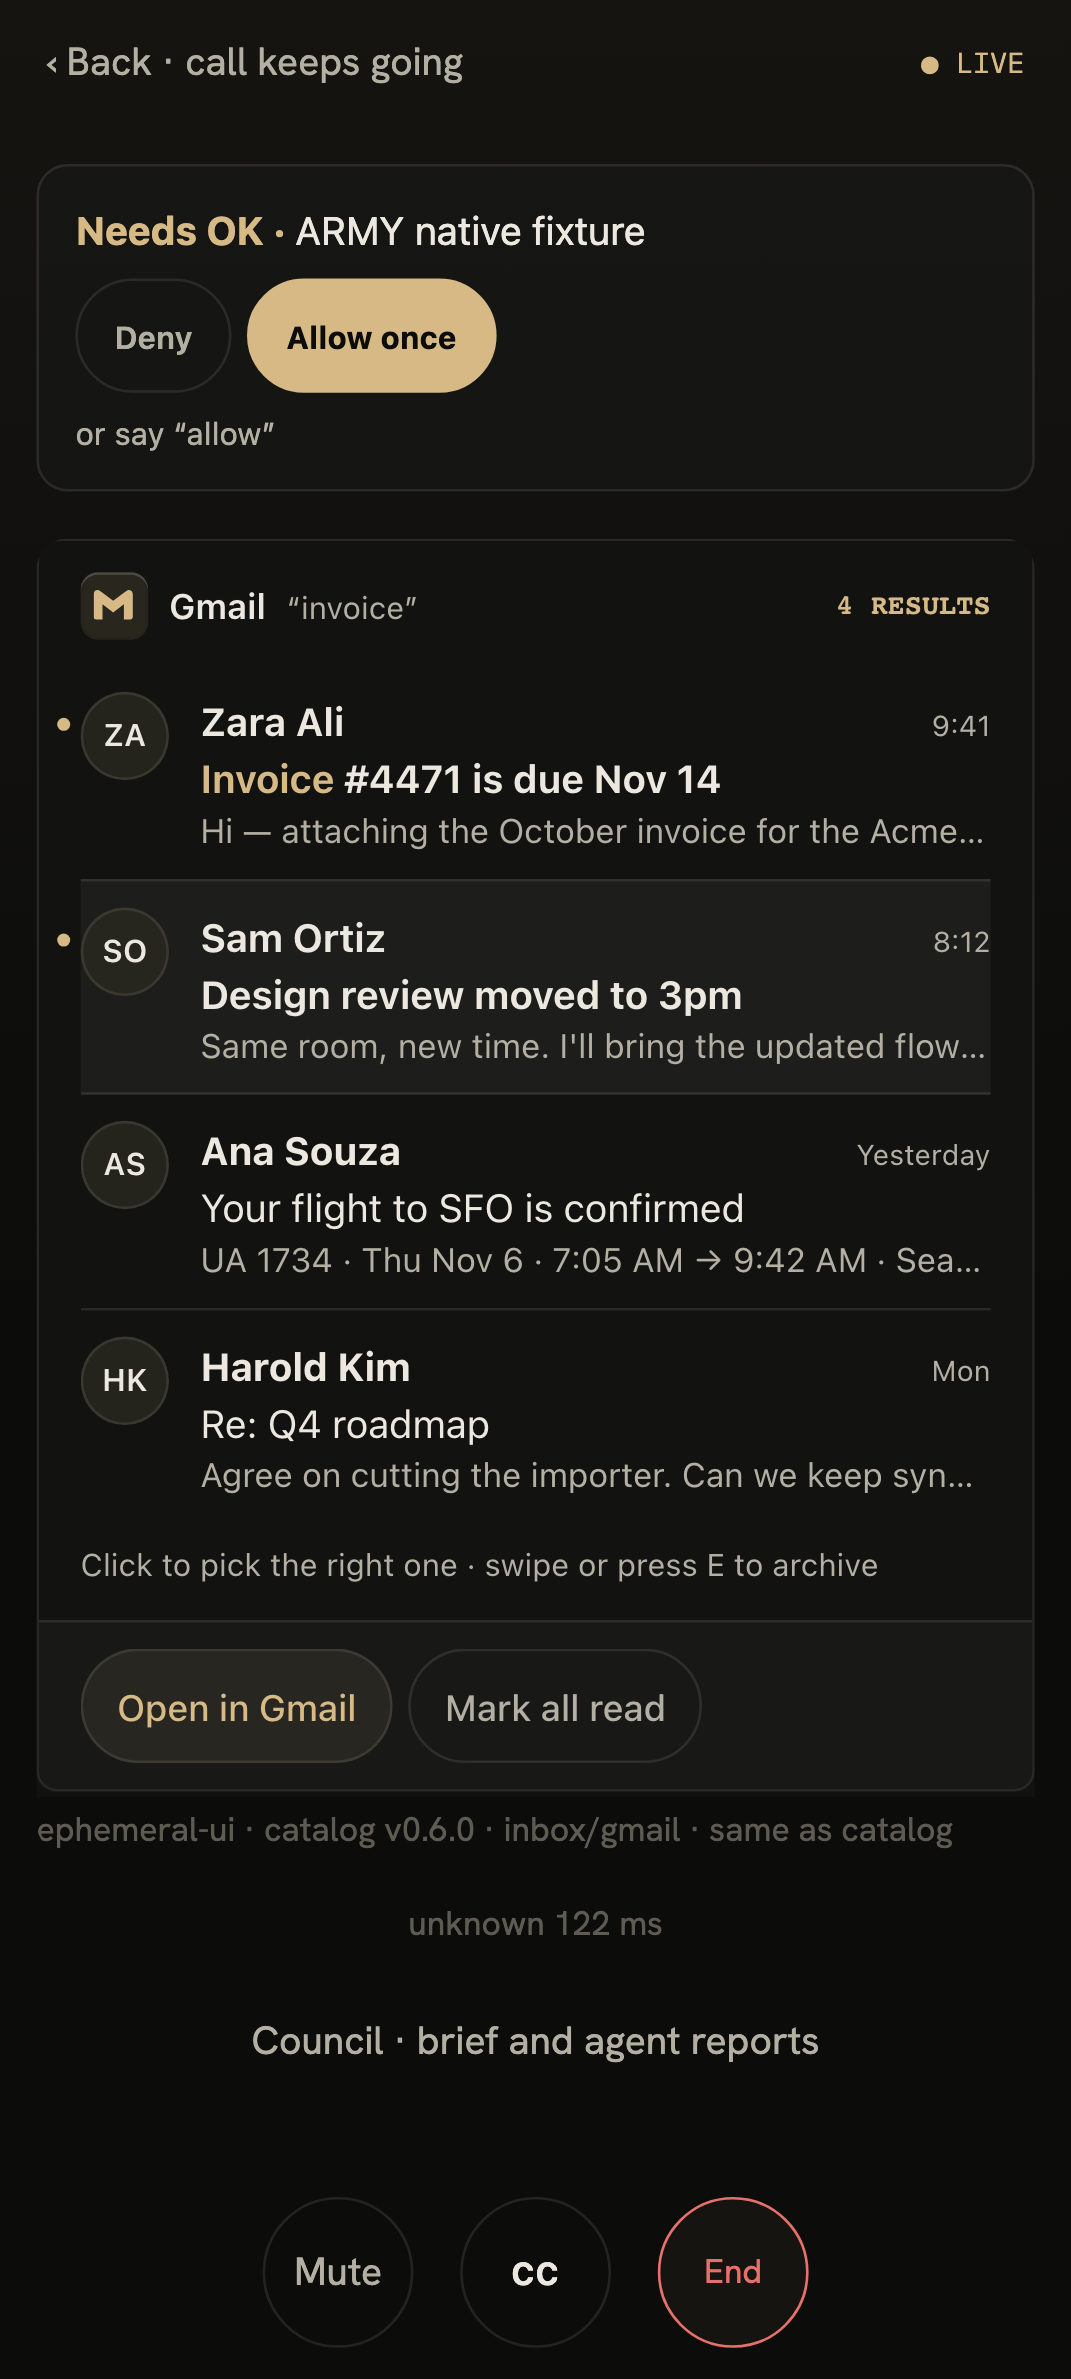 ‹ Back · call keeps going
● LIVE
Needs OK · ARMY native fixture
Deny
Allow once
or say “allow”
Gmail “invoice”
4 RESULTS
ZA
Zara Ali
9:41
Invoice #4471 is due Nov 14
Hi — attaching the October invoice for the Acme...
SO
Sam Ortiz
8:12
Design review moved to 3pm
Same room, new time. I'll bring the updated flow...
AS
Ana Souza
Yesterday
Your flight to SFO is confirmed
UA 1734 · Thu Nov 6 · 7:05 AM → 9:42 AM · Sea...
HK
Harold Kim
Mon
Re: Q4 roadmap
Agree on cutting the importer. Can we keep syn...
Click to pick the right one · swipe or press E to archive
Open in Gmail
Mark all read
ephemeral-ui · catalog v0.6.0 · inbox/gmail · same as catalog
unknown 122 ms
Council · brief and agent reports
Mute
CC
End